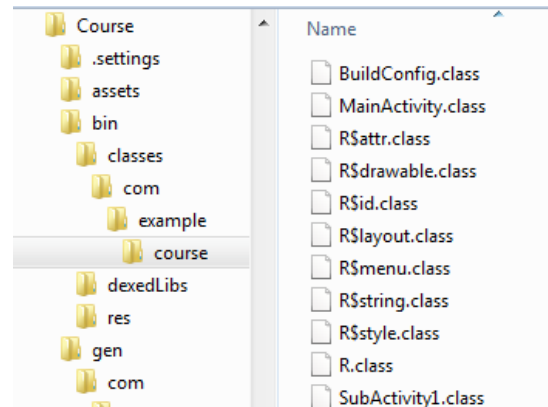 Course
.settings
assets
bin
classes
com
example
course
dexedLibs
res
gen
com
Name
BuildConfig.class
MainActivity.class
R$attr.class
R$drawable.class
R$id.class
R$layout.class
R$menu.class
R$string.class
R$style.class
R.class
SubActivity1.class